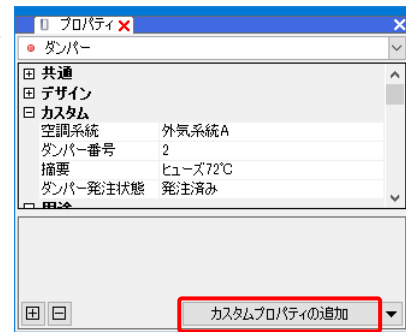 プロパティ
ダンパー
共通
デザイン
カスタム
空調系統 外気系統A
ダンパー番号 2
摘要 ヒューズ72℃
ダンパー発注状態 発注済み
用途
カスタムプロパティの追加